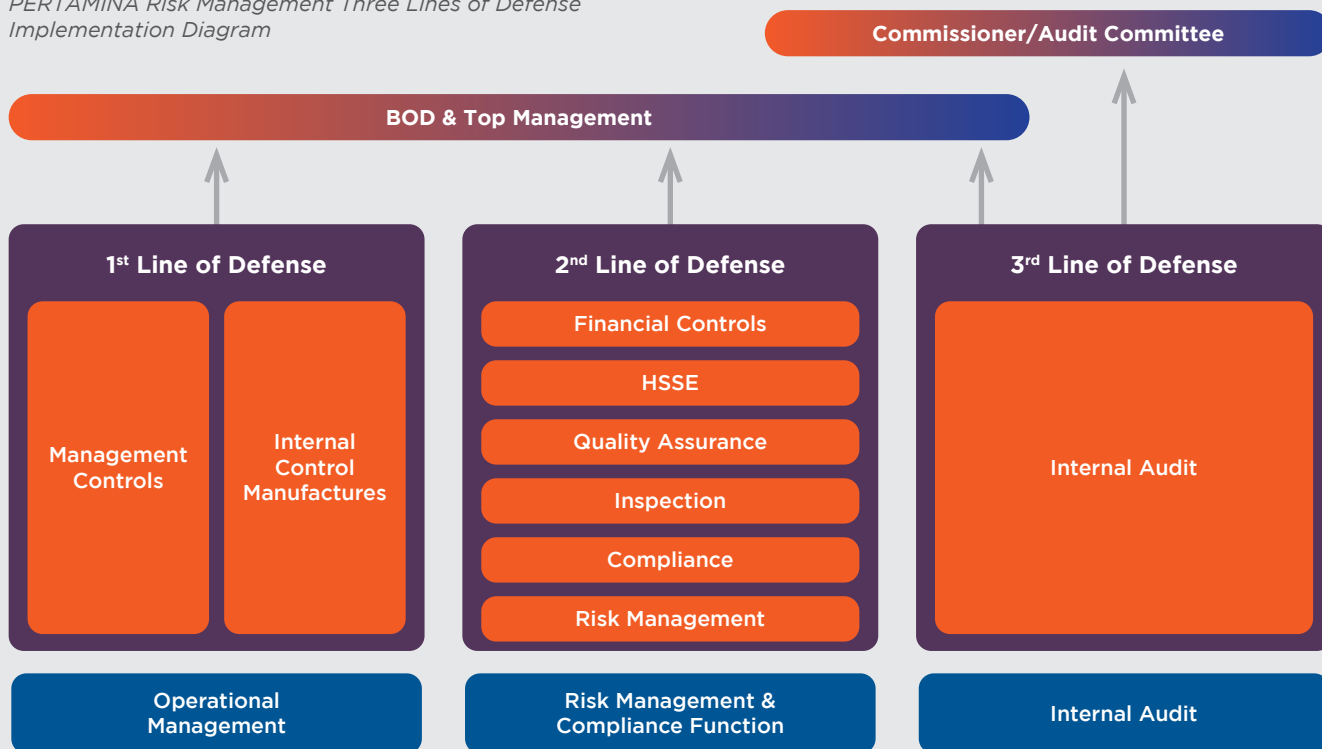 PERTAMINA Risk Management Three Lines of Defense
Implementation Diagram
Commissioner/Audit Committee
BOD & Top Management
1st Line of Defense
Management
Controls
Internal
Control
Manufactures
2nd Line of Defense
Financial Controls
HSSE
Quality Assurance
Inspection
Compliance
Risk Management
3rd Line of Defense
Internal Audit
Operational
Management
Risk Management &
Compliance Function
Internal Audit